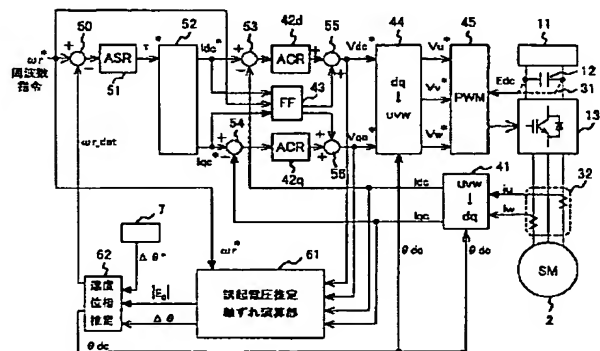 ωr*
周波数
指令
50
ASR
51
τ*
52
Idc*
Iqc*
53
54
42d
ACR
FF
43
ACR
42q
55
56
Vdc*
Vqc*
44
dq
↓
uvw
Vu*
Vv*
Vw*
45
PWM
11
Edc
12
31
13
41
uvw
↓
dq
Idc
Iqc
iu
iw
32
θdc
θdc
SM
2
ωr_det
7
Δθ*
62
速度
位相
推定
|Eo|
Δθ
ωr*
61
誘起電圧推定
軸ずれ演算部
θdc